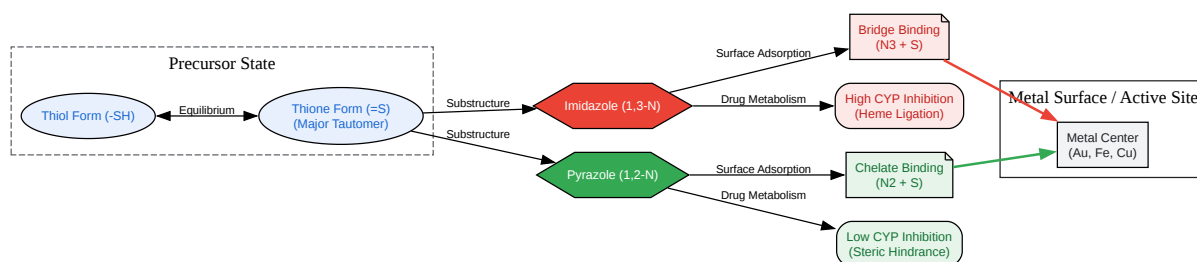 Precursor State
Thiol Form (-SH)
Equilibrium
Thione Form (=S)
(Major Tautomer)
Substructure
Substructure
Imidazole (1,3-N)
Pyrazole (1,2-N)
Surface Adsorption
Drug Metabolism
Surface Adsorption
Drug Metabolism
Bridge Binding
(N3 + S)
High CYP Inhibition
(Heme Ligation)
Chelate Binding
(N2 + S)
Low CYP Inhibition
(Steric Hindrance)
Metal Surface / Active Site
Metal Center
(Au, Fe, Cu)